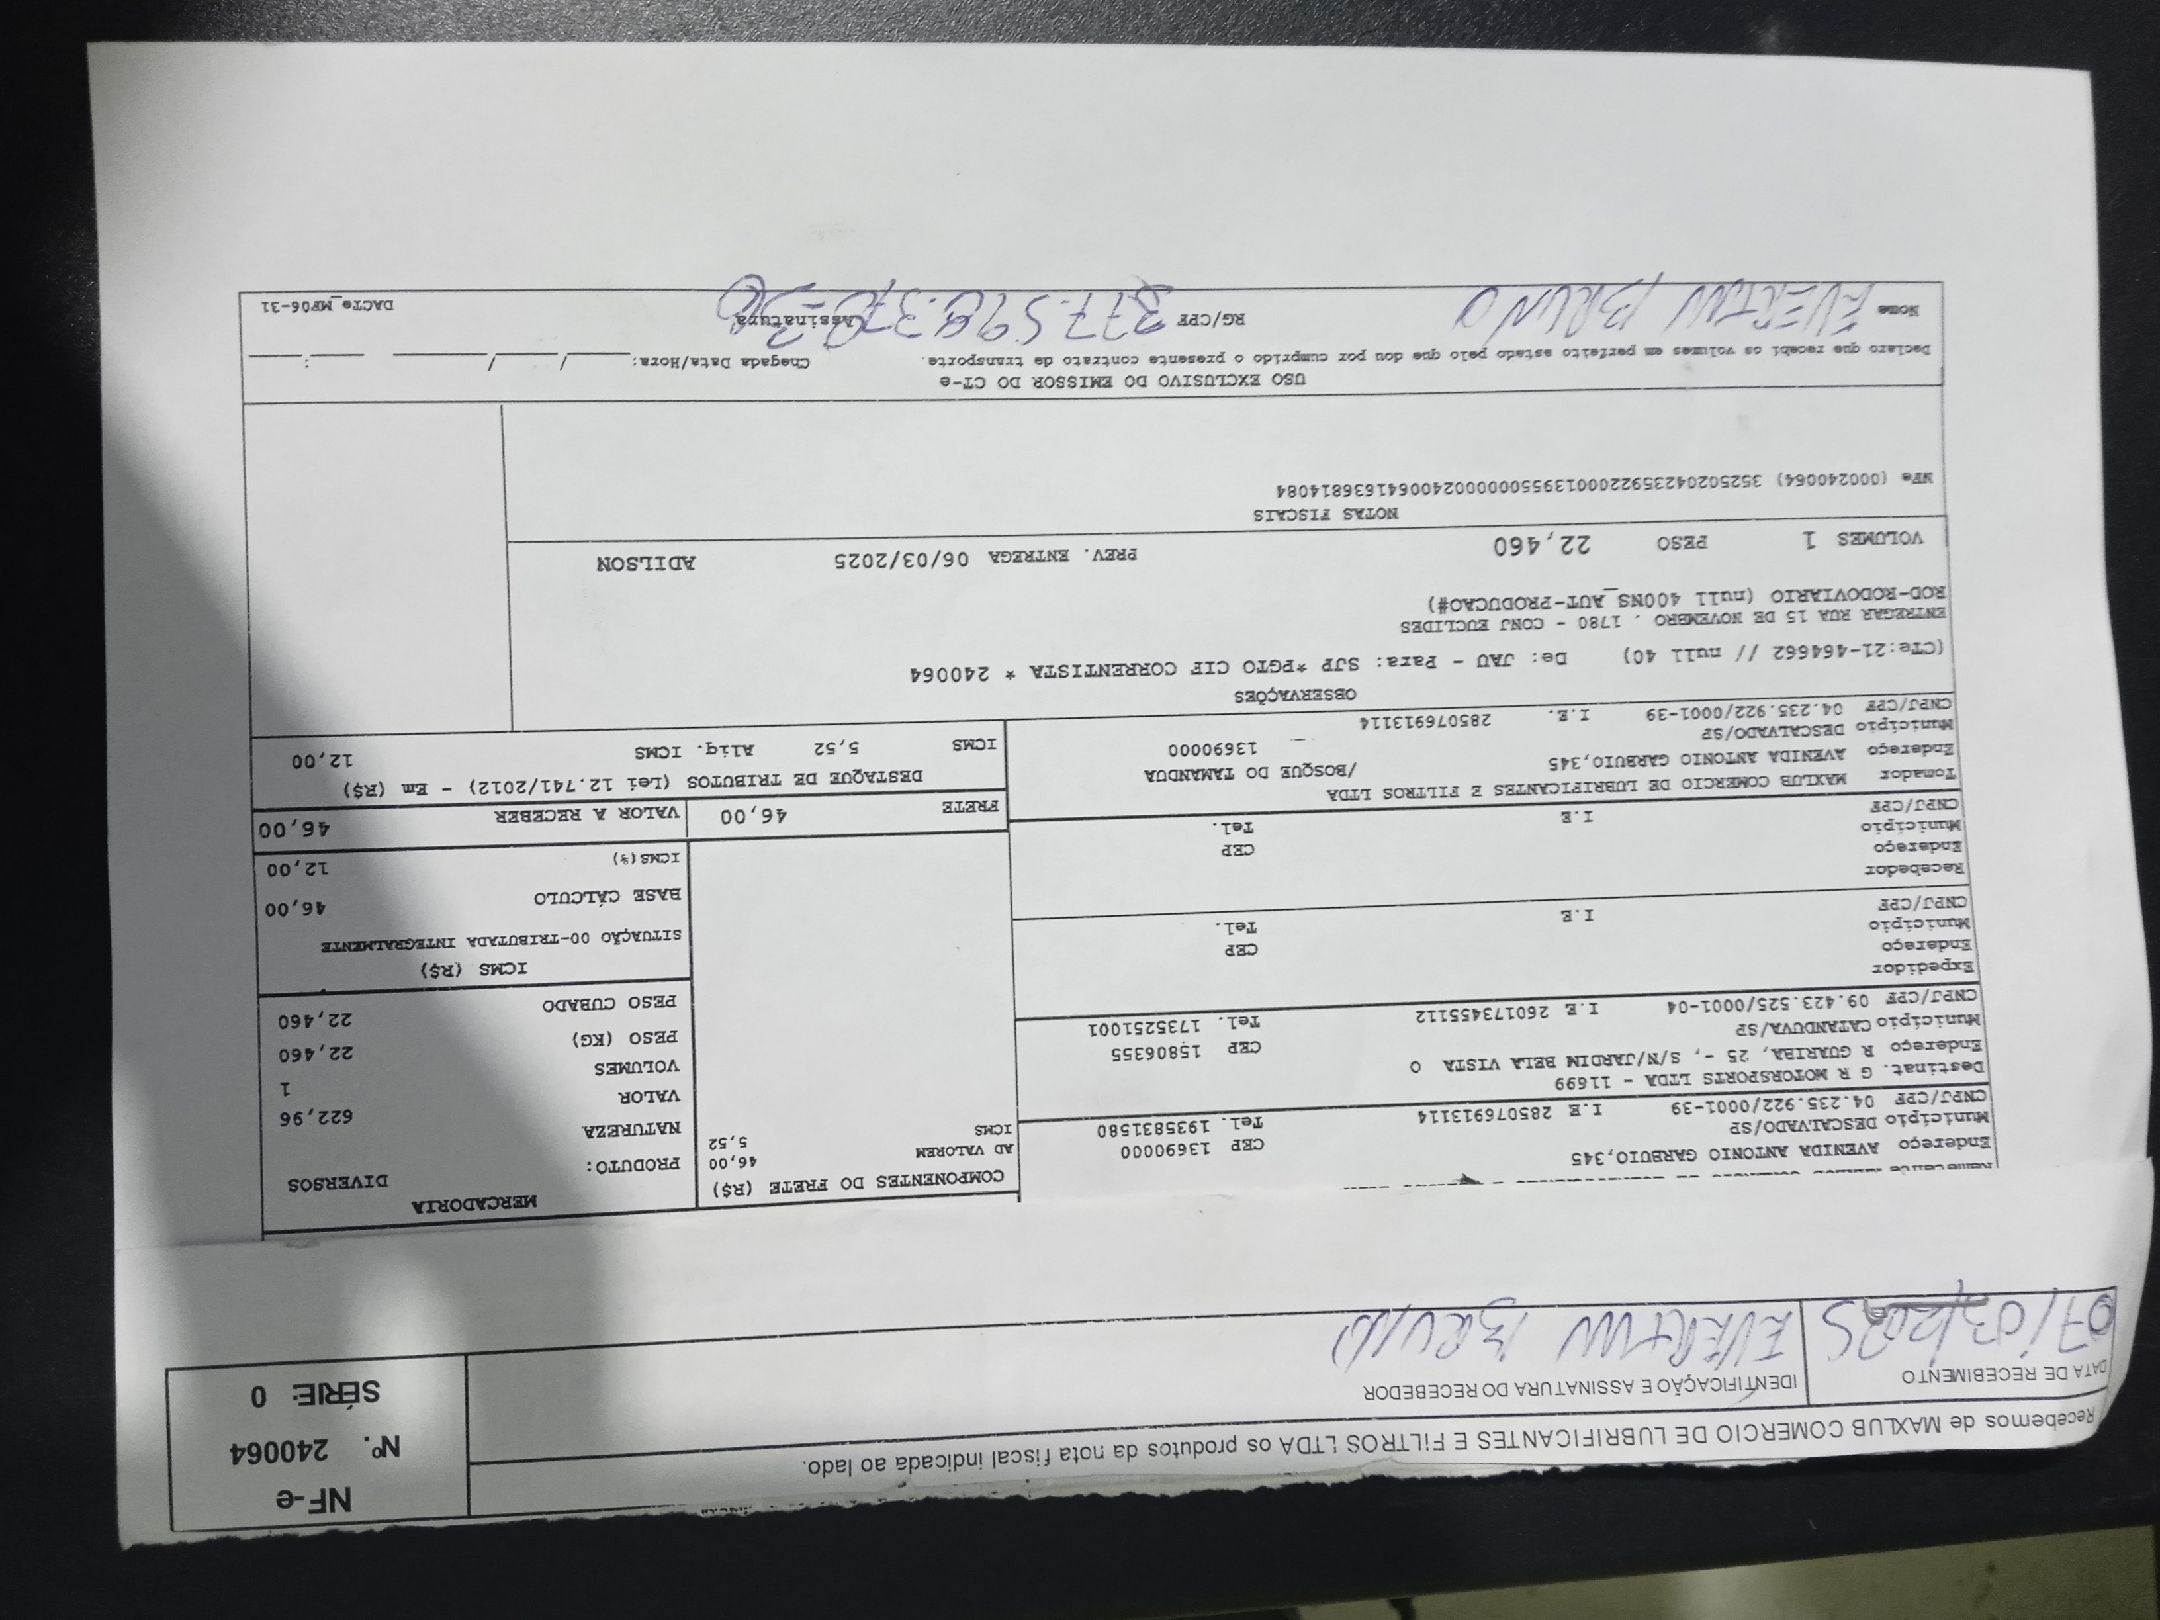 Recebemos de MAXLUB COMERCIO DE LUBRIFICANTES E FILTROS LTDA os produtos da nota fiscal indicada ao lado.
NF-e
Nº. 240064
SÉRIE: 0
DATA DE RECEBIMENTO
IDENTIFICAÇÃO E ASSINATURA DO RECEBEDOR
07/03/2025
EVERTON BRUNO
Endereço AVENIDA ANTONIO GARBUIO,345 CEP 13690000
Município DESCALVADO/SP Tel. 1935831580
CNPJ/CPF 04.235.922/0001-39 I.E 285076913114
Destinat. G R MOTORSPORTS LTDA - 11699
Endereço R GUARIBA, 25 -, S/N/JARDIM BELA VISTA O CEP 15806355
Município CATANDUVA/SP Tel. 1735251001
CNPJ/CPF 09.423.525/0001-04 I.E 260173455112
Expedidor
Endereço CEP
Município Tel.
CNPJ/CPF I.E
Recebedor
Endereço CEP
Município Tel.
CNPJ/CPF I.E
Tomador MAXLUB COMERCIO DE LUBRIFICANTES E FILTROS LTDA
Endereço AVENIDA ANTONIO GARBUIO,345 /BOSQUE DO TAMANDUA
Município DESCALVADO/SP 13690000
CNPJ/CPF 04.235.922/0001-39 I.E. 285076913114
COMPONENTES DO FRETE (R$)
AD VALOREM 46,00
ICMS 5,52
MERCADORIA
PRODUTO: DIVERSOS
NATUREZA
VALOR 622,96
VOLUMES 1
PESO (KG) 22,460
PESO CUBADO 22,460
ICMS (R$)
SITUAÇÃO 00-TRIBUTADA INTEGRALMENTE
BASE CÁLCULO 46,00
ICMS(%) 12,00
FRETE 46,00 VALOR A RECEBER 46,00
DESTAQUE DE TRIBUTOS (Lei 12.741/2012) - Em (R$)
ICMS 5,52 Aliq. ICMS 12,00
OBSERVAÇÕES
(CTe:21-464662 // null 40) De: JAU - Para: SJP *PGTO CIF CORRENTISTA * 240064
ENTREGAR RUA 15 DE NOVEMBRO . 1780 - CONJ EUCLIDES
ROD-RODOVIARIO (null 400NS_AUT-PRODUCAO#)
VOLUMES 1 PESO 22,460 PREV. ENTREGA 06/03/2025 ADILSON
NOTAS FISCAIS
NFe (000240064) 35250204235922000139550000002400641636814084
USO EXCLUSIVO DO EMISSOR DO CT-e
Declaro que recebi os volumes em perfeito estado pelo que dou por cumprido o presente contrato de transporte. Chegada Data/Hora: ___/___/___ ___:___
Nome EVERTON BRUNO RG/CPF 377.598.378-36 Assinatura DACTe_MF06-31